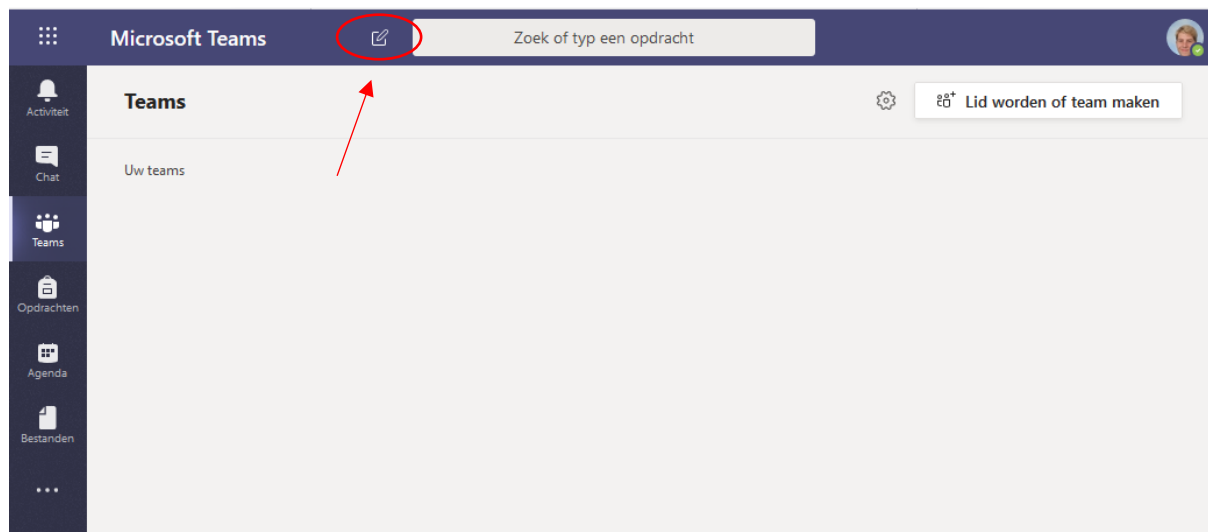 Microsoft Teams
Zoek of typ een opdracht
Activiteit
Chat
Teams
Opdrachten
Agenda
Bestanden
Teams
Lid worden of team maken
Uw teams